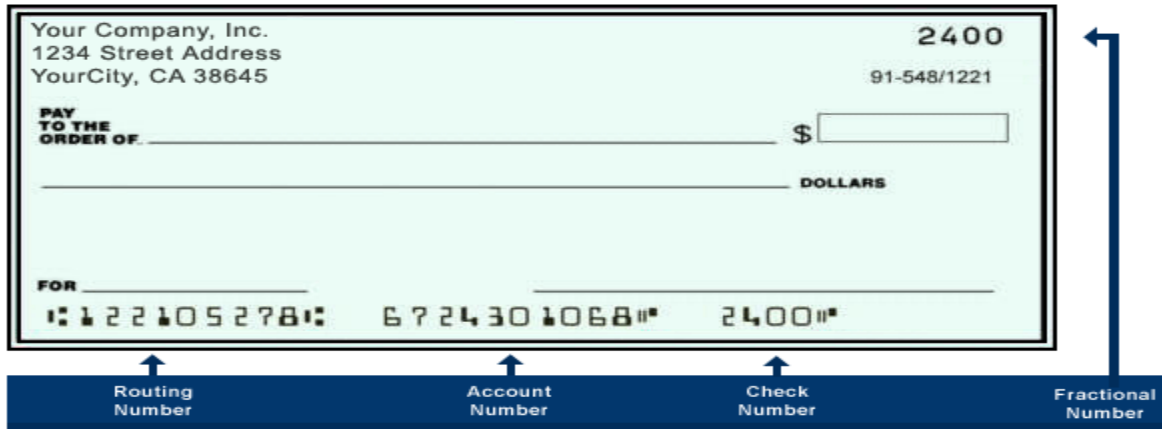 Your Company, Inc.
2400
1234 Street Address
YourCity, CA 38645
91-548/1221
PAY
TO THE
ORDER OF
$
DOLLARS
FOR
⑆122105278⑆ 6724301068⑈ 2400⑈
Routing Number
Account Number
Check Number
Fractional Number